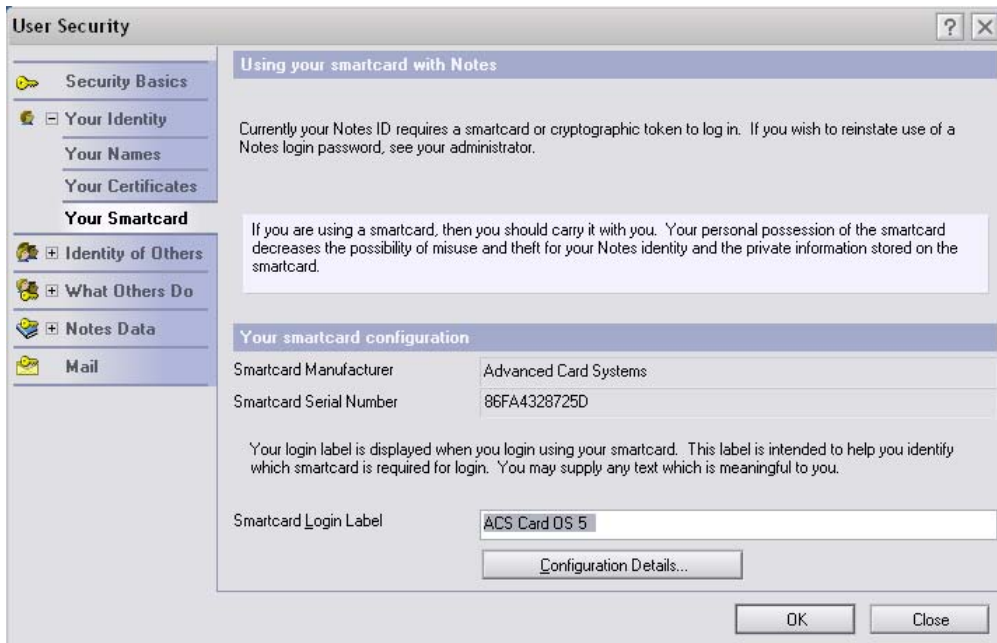 User Security
Security Basics
Your Identity
Your Names
Your Certificates
Your Smartcard
Identity of Others
What Others Do
Notes Data
Mail
Using your smartcard with Notes
Currently your Notes ID requires a smartcard or cryptographic token to log in. If you wish to reinstate use of a
Notes login password, see your administrator.
If you are using a smartcard, then you should carry it with you. Your personal possession of the smartcard
decreases the possibility of misuse and theft for your Notes identity and the private information stored on the
smartcard.
Your smartcard configuration
Smartcard Manufacturer
Advanced Card Systems
Smartcard Serial Number
86FA4328725D
Your login label is displayed when you login using your smartcard. This label is intended to help you identify
which smartcard is required for login. You may supply any text which is meaningful to you.
Smartcard Login Label
ACS Card OS 5
Configuration Details...
OK
Close